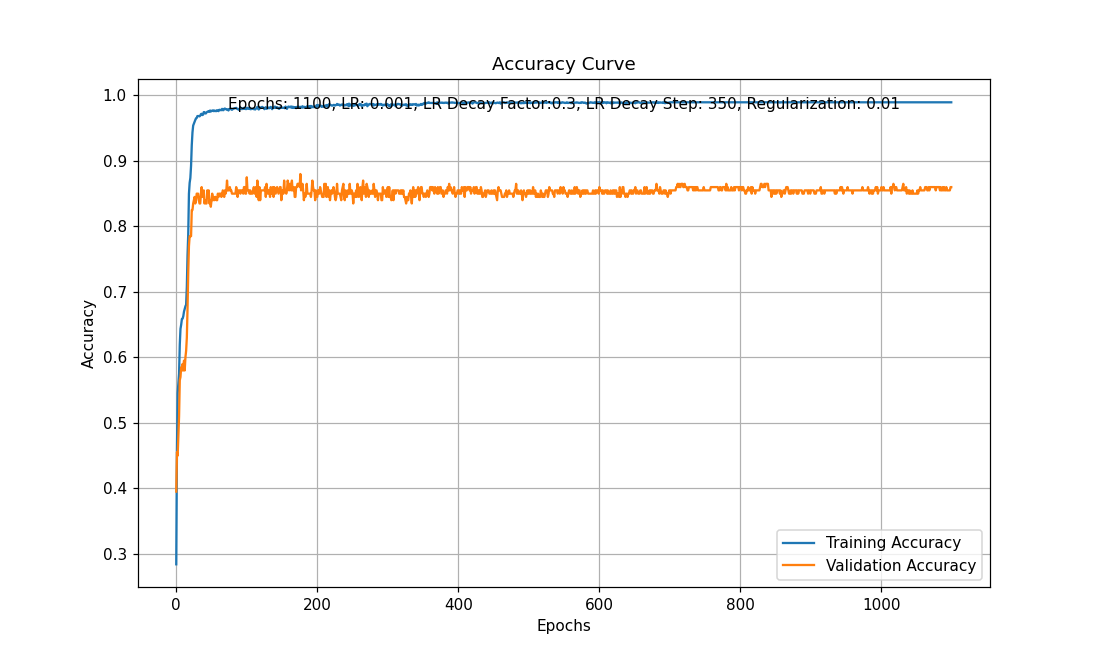 Accuracy Curve
Epochs: 1100, LR: 0.001, LR Decay Factor:0.3, LR Decay Step: 350, Regularization: 0.01
1.0
0.9
0.8
0.7
0.6
0.5
0.4
0.3
Accuracy
Training Accuracy
Validation Accuracy
0 200 400 600 800 1000
Epochs